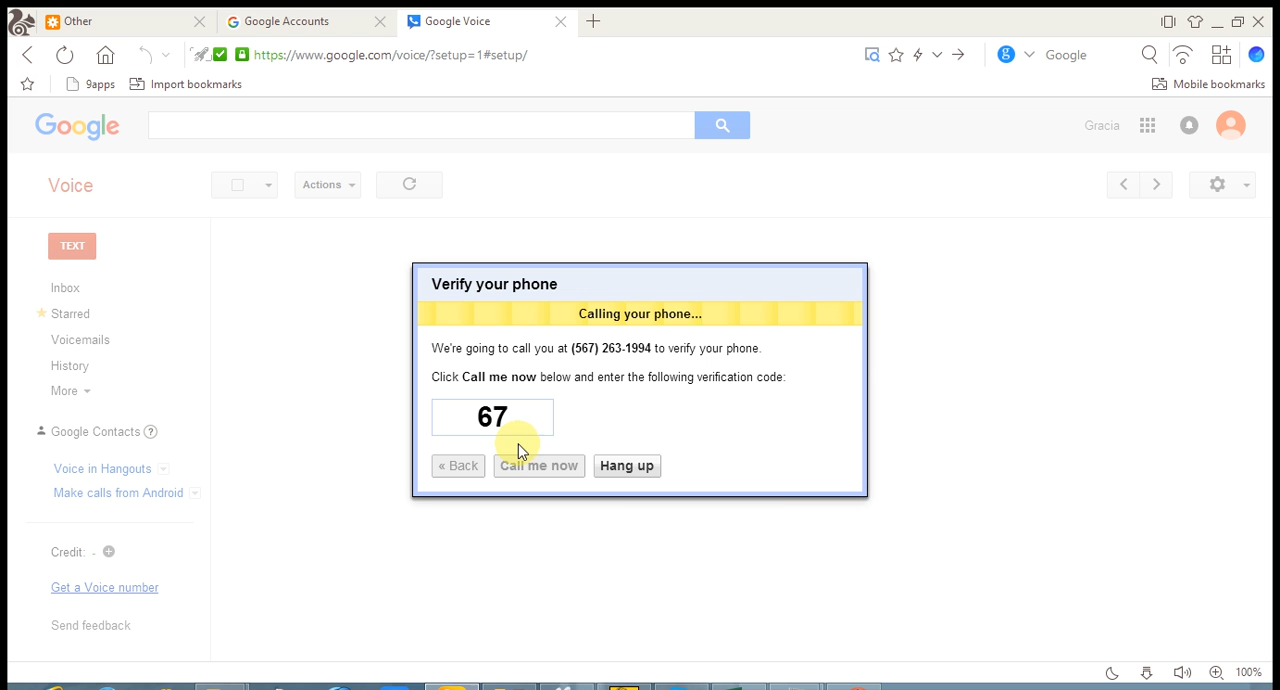 Other
Google Accounts
Google Voice
https://www.google.com/voice/?setup=1#setup/
Google
9apps
Import bookmarks
Mobile bookmarks
Google
Gracia
Voice
Actions
TEXT
Inbox
Starred
Voicemails
History
More
Google Contacts ?
Voice in Hangouts
Make calls from Android
Credit: -
Get a Voice number
Send feedback
Verify your phone
Calling your phone...
We're going to call you at (567) 263-1994 to verify your phone.
Click Call me now below and enter the following verification code:
67
« Back
Call me now
Hang up
100%